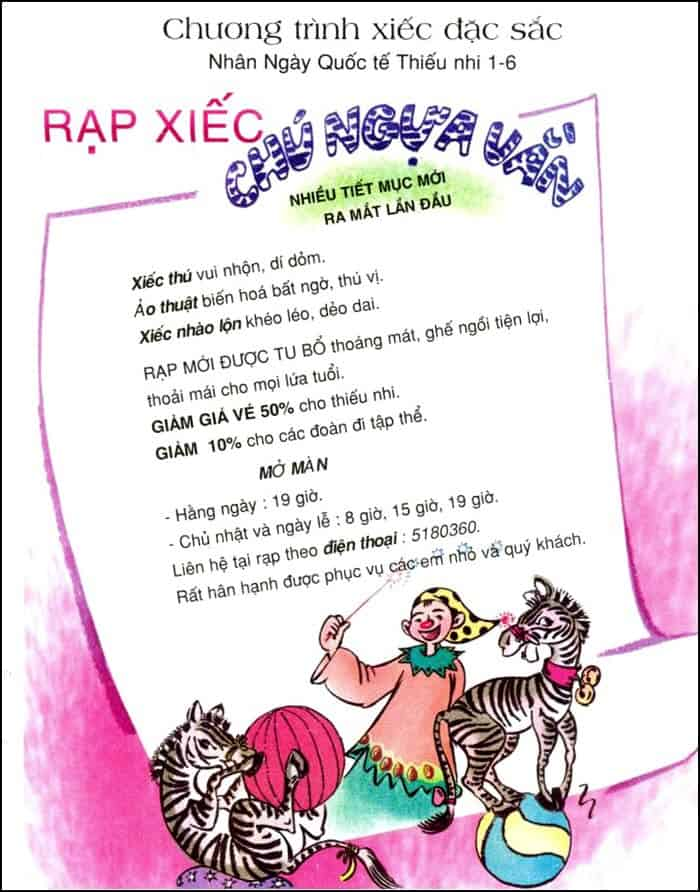 Chương trình xiếc đặc sắc
Nhân Ngày Quốc tế Thiếu nhi 1-6
RẠP XIẾC CHÚ NGỰA VẰN
NHIỀU TIẾT MỤC MỚI
RA MẮT LẦN ĐẦU
Xiếc thú vui nhộn, dí dỏm.
Ảo thuật biến hoá bất ngờ, thú vị.
Xiếc nhào lộn khéo léo, dẻo dai.
RẠP MỚI ĐƯỢC TU BỔ thoáng mát, ghế ngồi tiện lợi,
thoải mái cho mọi lứa tuổi.
GIẢM GIÁ VÉ 50% cho thiếu nhi.
GIẢM 10% cho các đoàn đi tập thể.
MỞ MÀN
- Hằng ngày : 19 giờ.
- Chủ nhật và ngày lễ : 8 giờ, 15 giờ, 19 giờ.
Liên hệ tại rạp theo điện thoại : 5180360.
Rất hân hạnh được phục vụ các em nhỏ và quý khách.